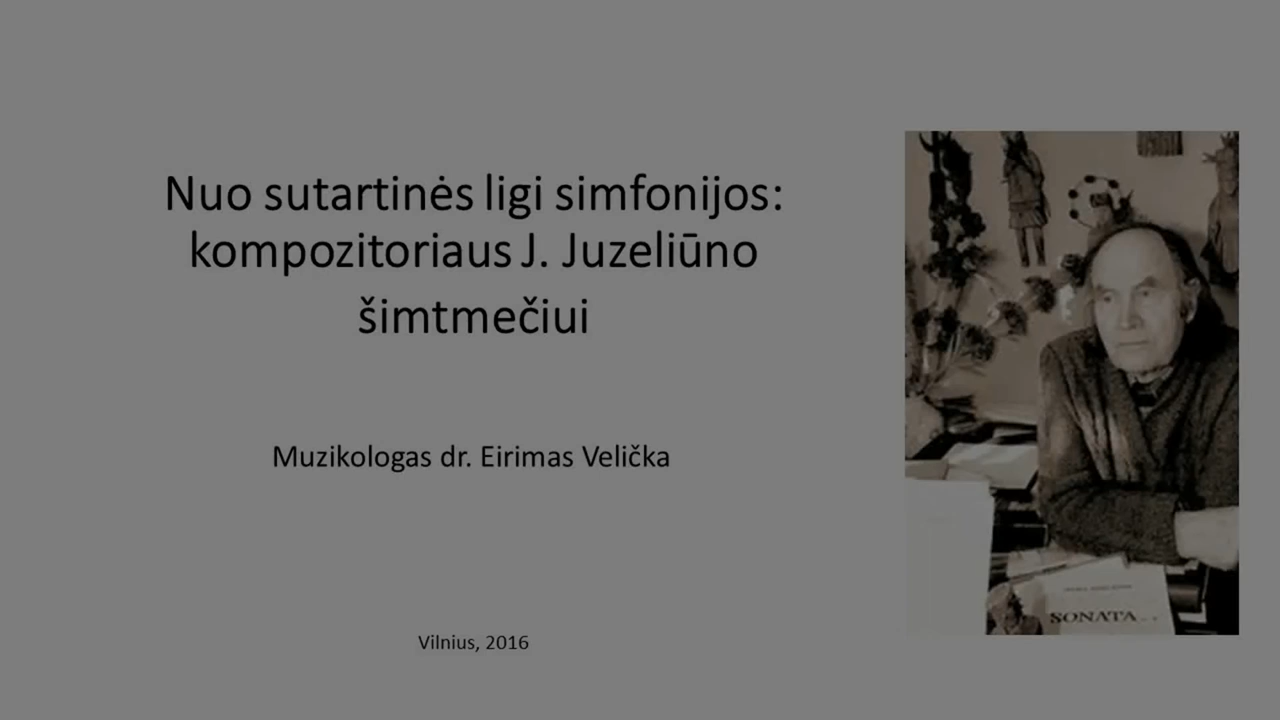 Nuo sutartinės ligi simfonijos:
kompozitoriaus J. Juzeliūno
šimtmečiui
Muzikologas dr. Eirimas Velička
Vilnius, 2016
SONATA